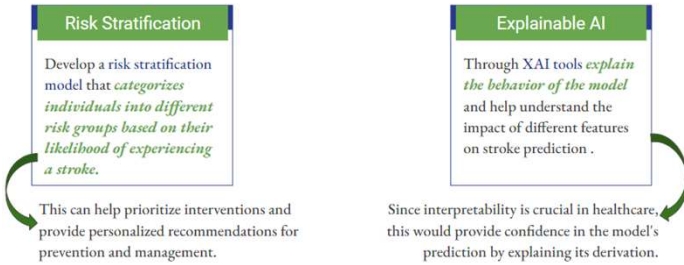 Risk Stratification
Develop a risk stratification
model that categorizes
individuals into different
risk groups based on their
likelihood of experiencing
a stroke.
This can help prioritize interventions and
provide personalized recommendations for
prevention and management.
Explainable AI
Through XAI tools explain
the behavior of the model
and help understand the
impact of different features
on stroke prediction .
Since interpretability is crucial in healthcare,
this would provide confidence in the model's
prediction by explaining its derivation.